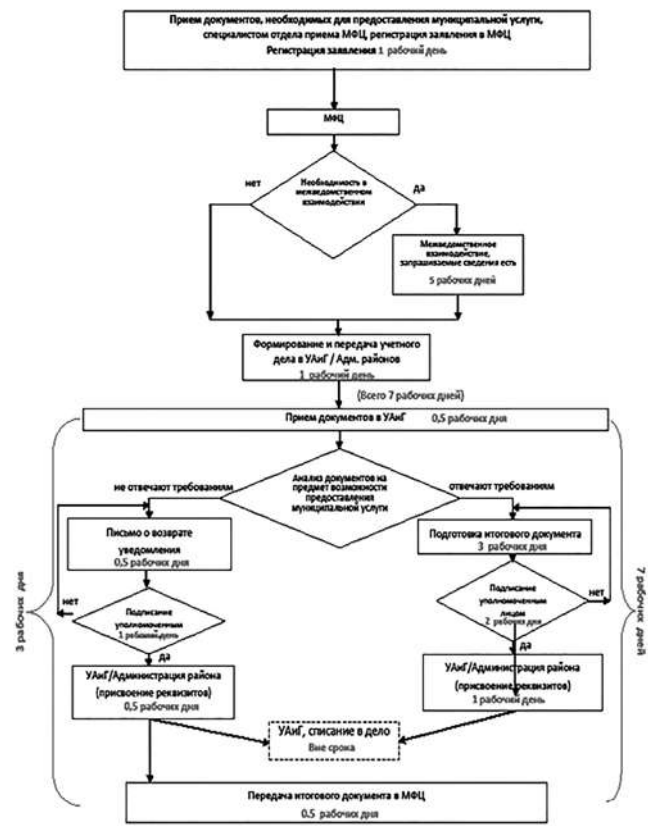 Прием документов, необходимых для предоставления муниципальной услуги,
специалистом отдела приема МФЦ, регистрация заявления в МФЦ
Регистрация заявления 1 рабочий день
МФЦ
нет
Необходимость в
межведомственном
взаимодействии
да
Межведомственное
взаимодействие,
запрашиваемые сведения есть
5 рабочих дней
Формирование и передача учетного
дела в УАиГ / Адм. районов
1 рабочий день
(Всего 7 рабочих дней)
Прием документов в УАиГ 0,5 рабочих дня
не отвечают требованиям
Анализ документов на
предмет возможности
предоставления
муниципальной услуги
отвечают требованиям
Письмо о возврате
уведомления
0,5 рабочих дня
Подготовка итогового документа
3 рабочих дня
нет
Подписание
уполномоченным
1 рабочий день
да
Подписание
уполномоченным
лицом
2 рабочих дня
нет
да
3 рабочих дня
7 рабочих дней
УАиГ/Администрация района
(присвоение реквизитов)
0,5 рабочих дня
УАиГ/Администрация района
(присвоение реквизитов)
1 рабочий день
УАиГ, списание в дело
Вне срока
Передача итогового документа в МФЦ
0.5 рабочих дня